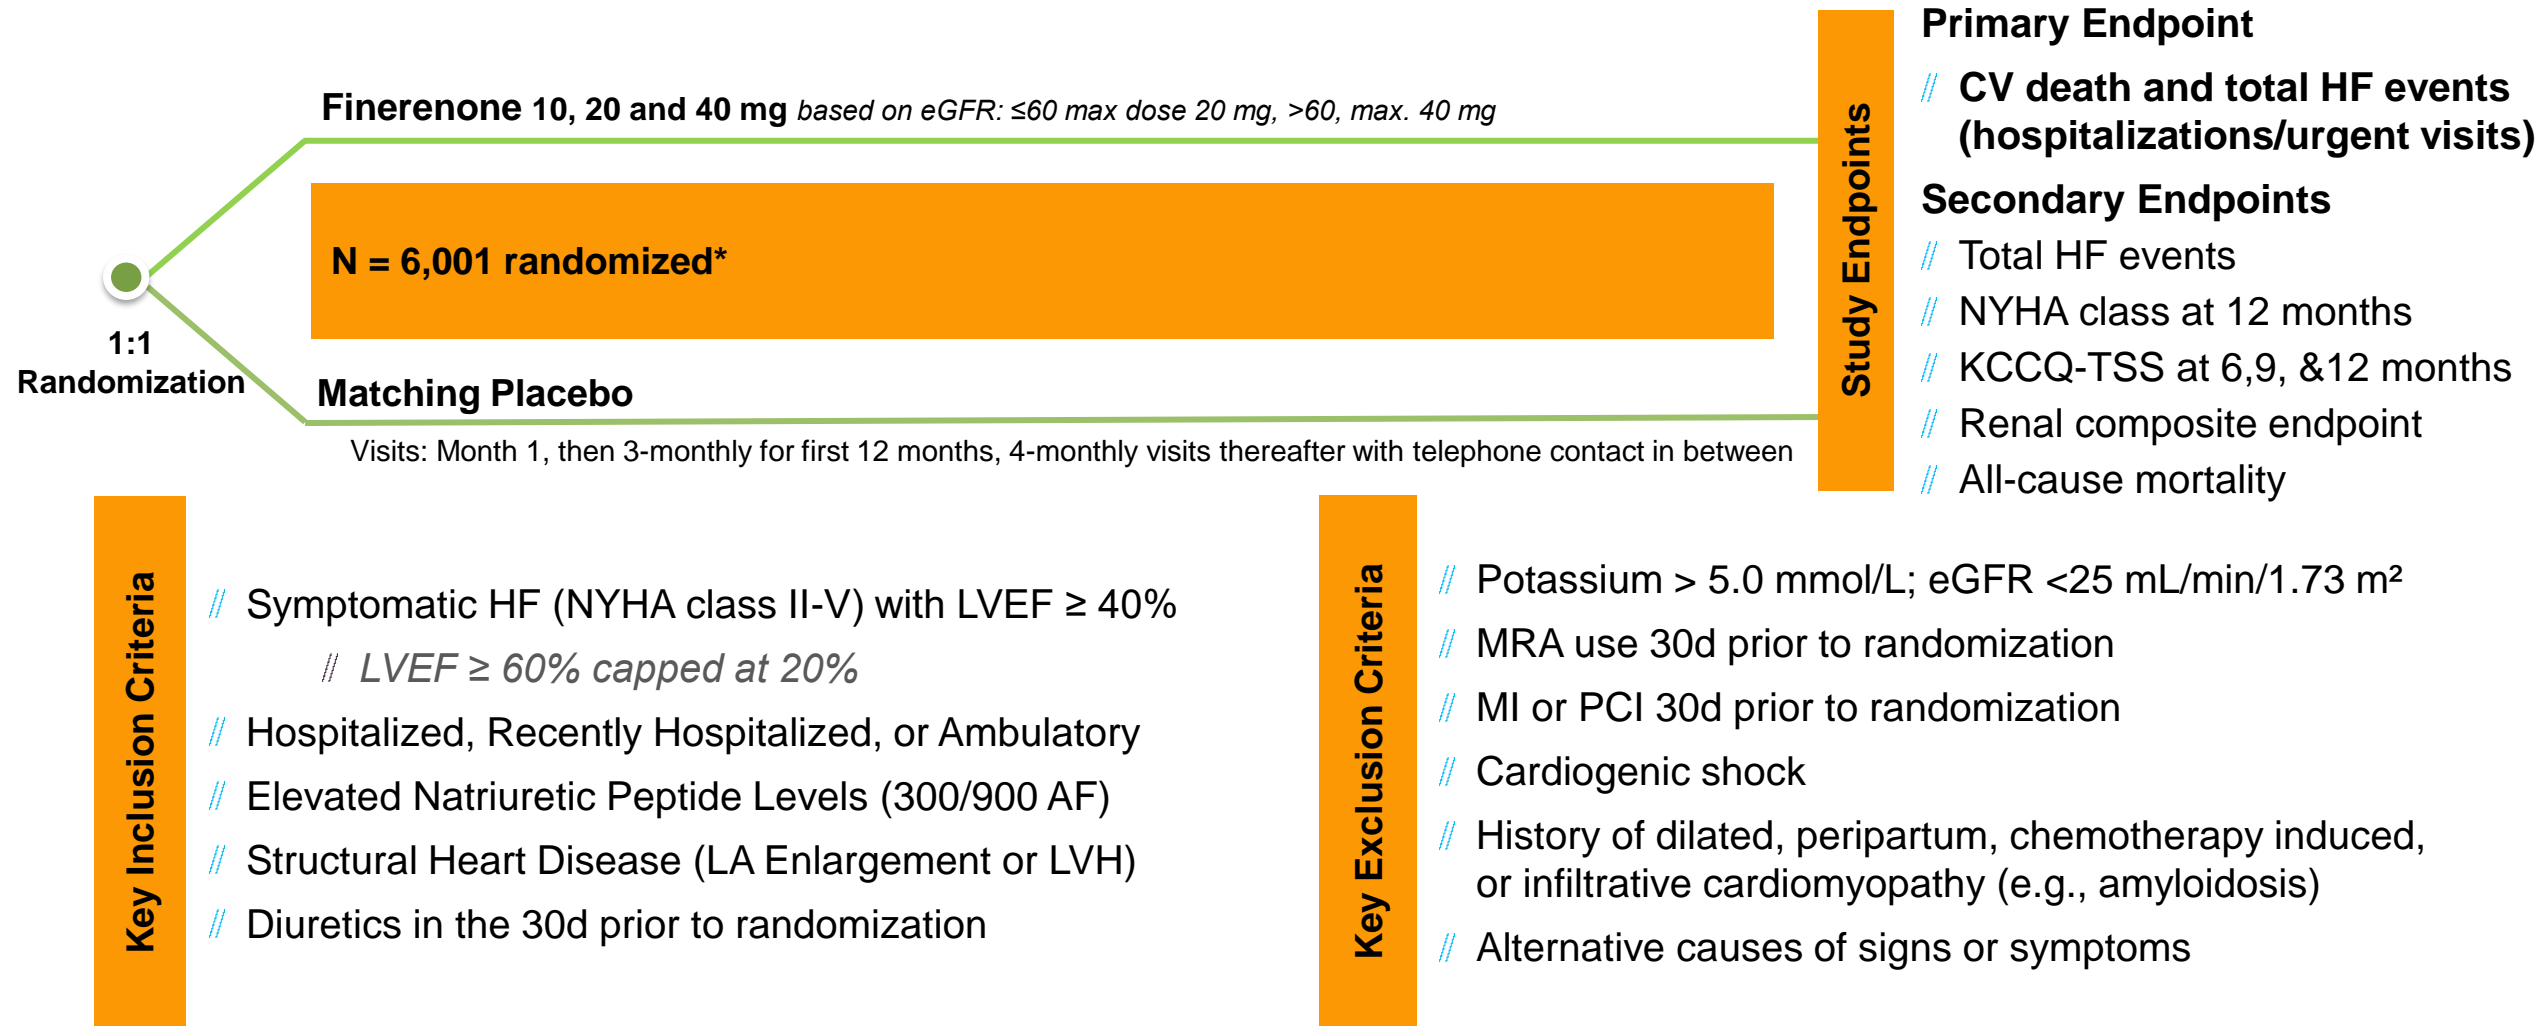 Finerenone 10, 20 and 40 mg based on eGFR: ≤60 max dose 20 mg, >60, max. 40 mg
N = 6,001 randomized*
1:1
Randomization
Matching Placebo
Visits: Month 1, then 3-monthly for first 12 months, 4-monthly visits thereafter with telephone contact in between
Study Endpoints
Primary Endpoint
// CV death and total HF events
(hospitalizations/urgent visits)
Secondary Endpoints
// Total HF events
// NYHA class at 12 months
// KCCQ-TSS at 6,9, &12 months
// Renal composite endpoint
// All-cause mortality
Key Inclusion Criteria
// Symptomatic HF (NYHA class II-V) with LVEF ≥ 40%
// LVEF ≥ 60% capped at 20%
// Hospitalized, Recently Hospitalized, or Ambulatory
// Elevated Natriuretic Peptide Levels (300/900 AF)
// Structural Heart Disease (LA Enlargement or LVH)
// Diuretics in the 30d prior to randomization
Key Exclusion Criteria
// Potassium > 5.0 mmol/L; eGFR <25 mL/min/1.73 m²
// MRA use 30d prior to randomization
// MI or PCI 30d prior to randomization
// Cardiogenic shock
// History of dilated, peripartum, chemotherapy induced,
or infiltrative cardiomyopathy (e.g., amyloidosis)
// Alternative causes of signs or symptoms